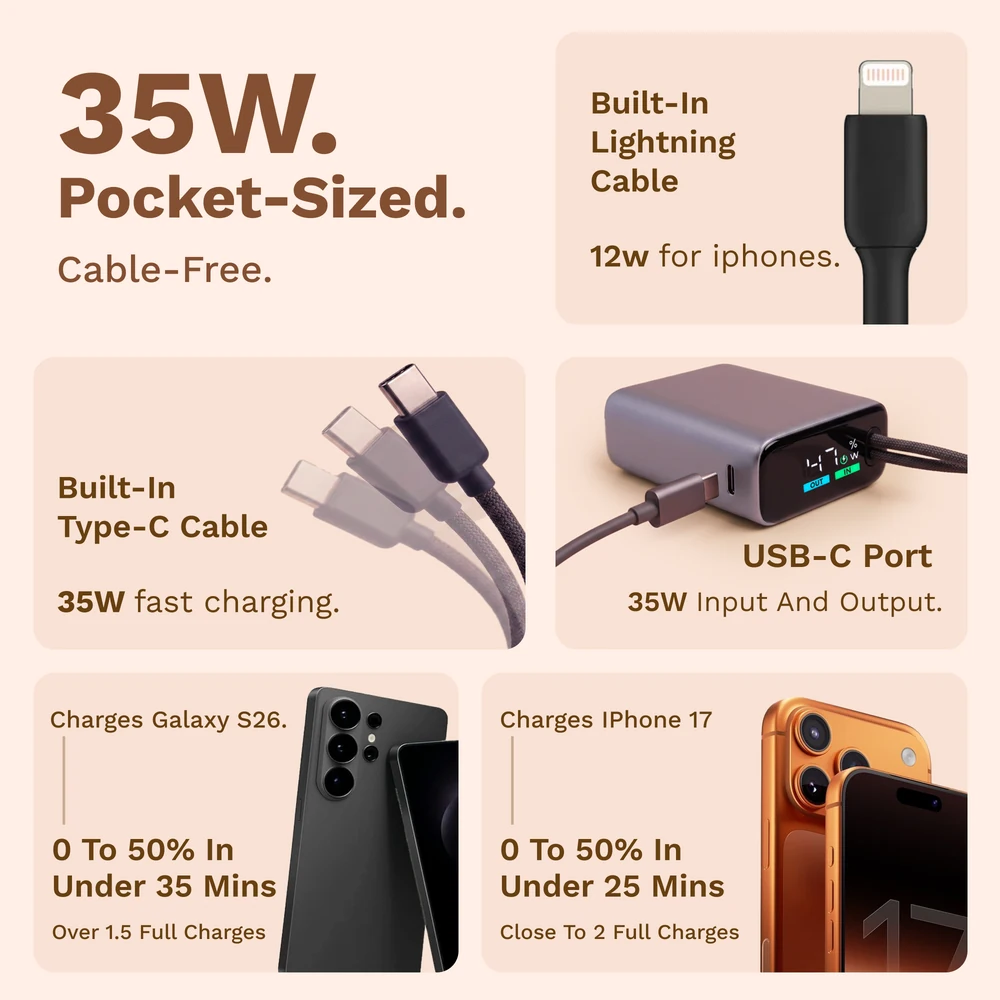 35W.
Pocket-Sized.
Cable-Free.
Built-In
Lightning
Cable
12w for iphones.
Built-In
Type-C Cable
35W fast charging.
%
W
OUT
IN
USB-C Port
35W Input And Output.
Charges Galaxy S26.
0 To 50% In
Under 35 Mins
Over 1.5 Full Charges
Charges IPhone 17
0 To 50% In
Under 25 Mins
Close To 2 Full Charges
17